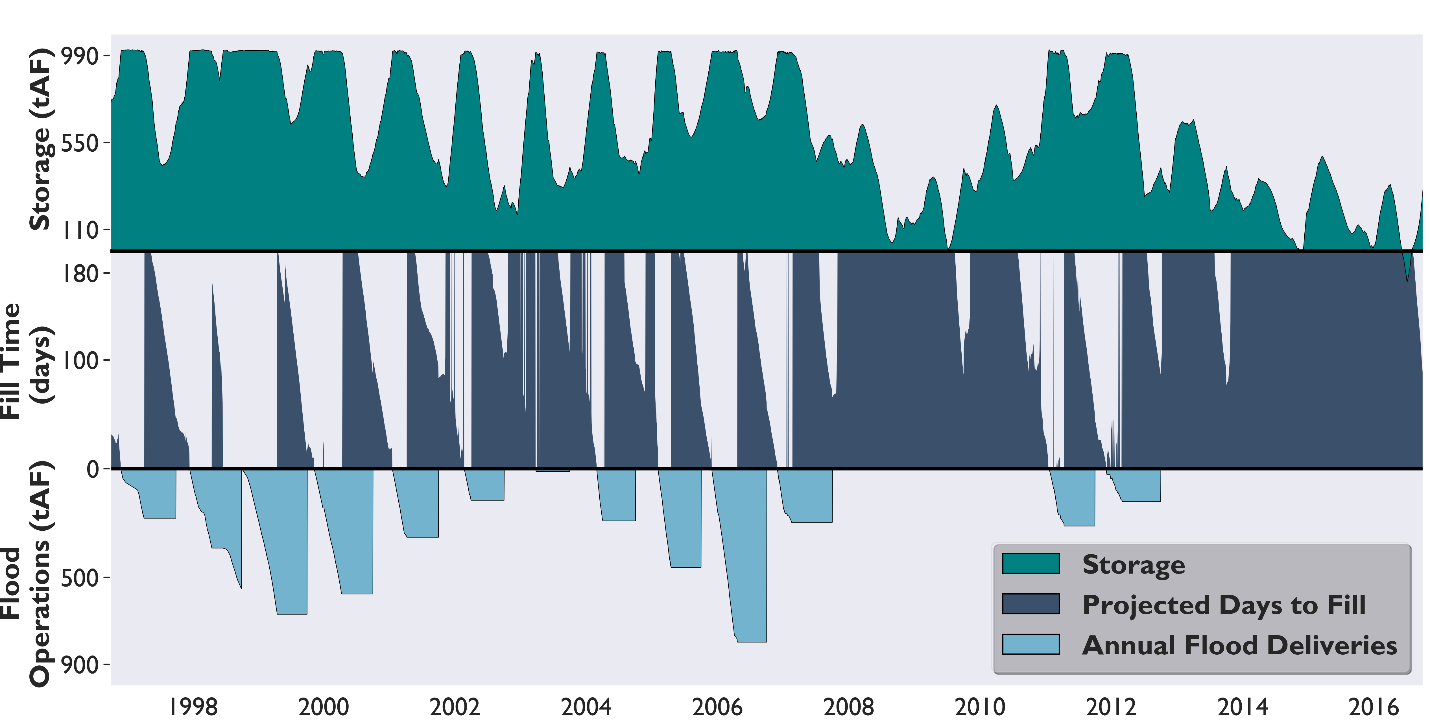 Storage (tAF)
990
550
110
Fill Time
(days)
180
100
0
Flood
Operations (tAF)
500
900
Storage
Projected Days to Fill
Annual Flood Deliveries
1998 2000 2002 2004 2006 2008 2010 2012 2014 2016